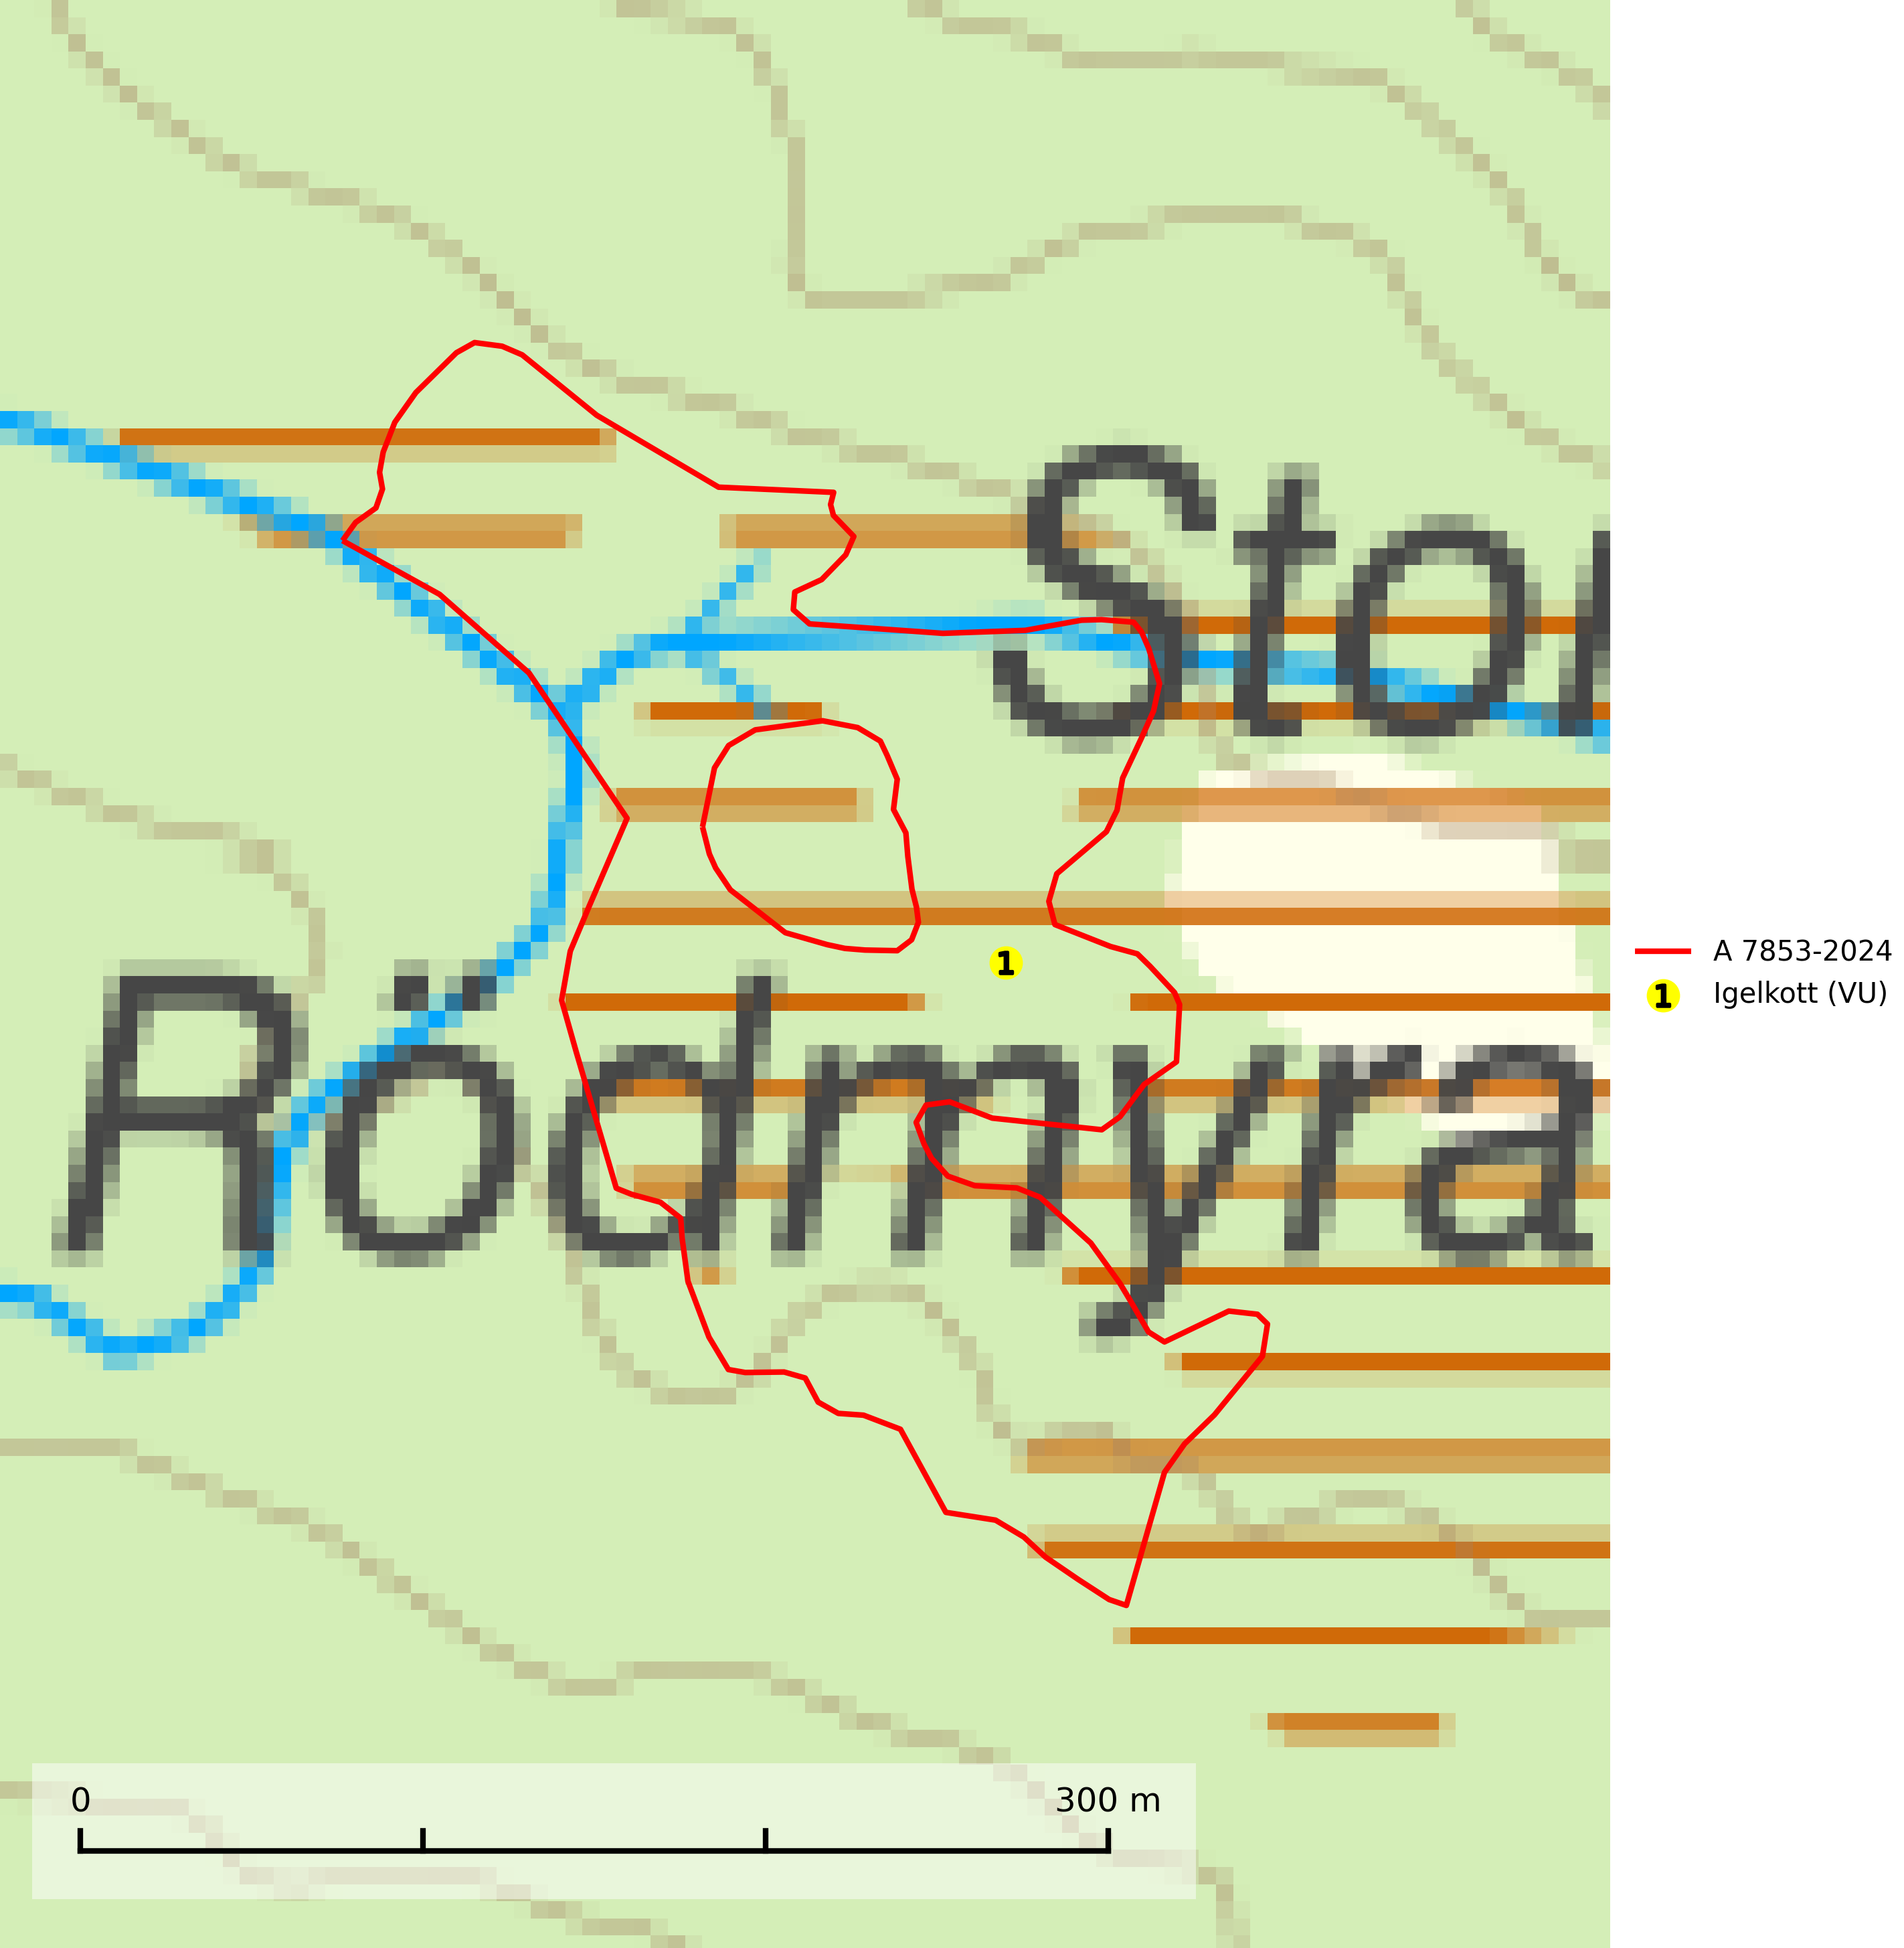 Stor
Rödmyra
1
A 7853-2024
1 Igelkott (VU)
0 300 m